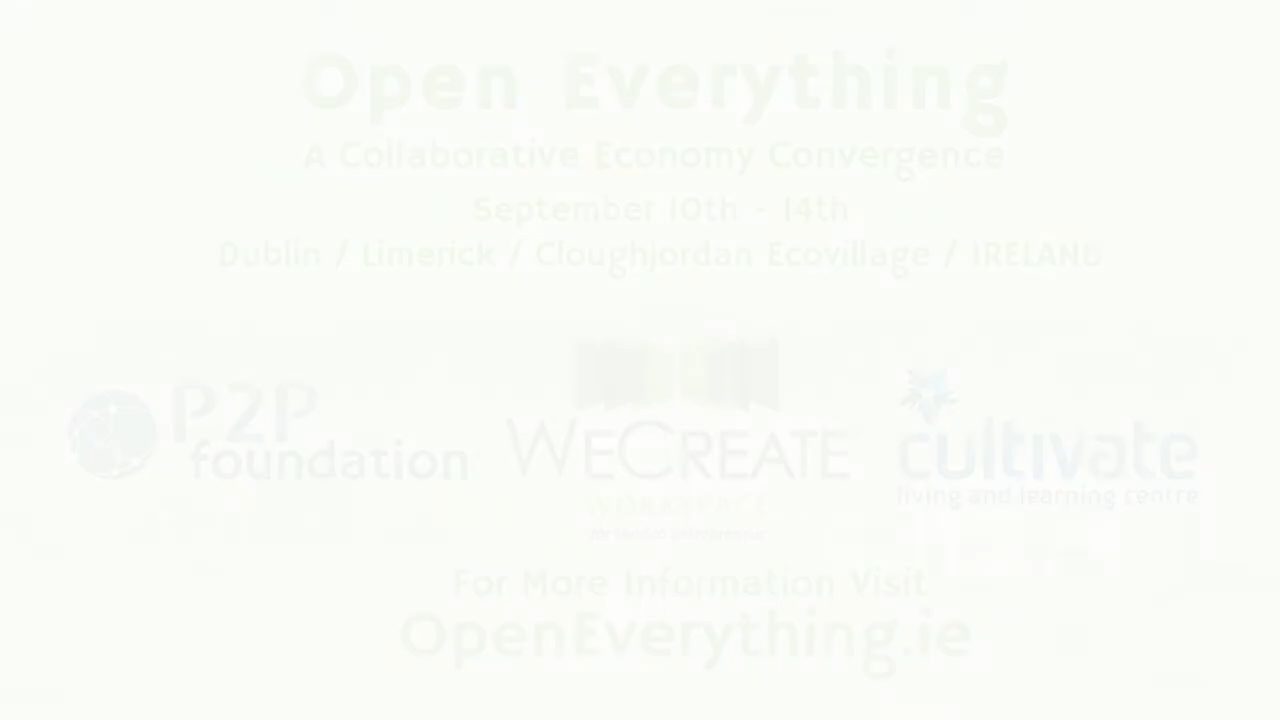 Open Everything
A Collaborative Economy Convergence
September 10th - 14th
Dublin / Limerick / Cloughjordan Ecovillage / IRELAND
P2P
foundation
WECREATE
WORKSPACE
cultivate
living and learning centre
For More Information Visit
OpenEverything.ie